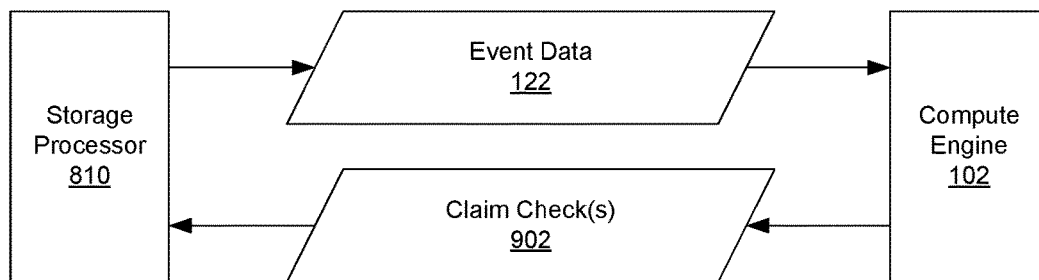 Storage
Processor
810
Event Data
122
Claim Check(s)
902
Compute
Engine
102